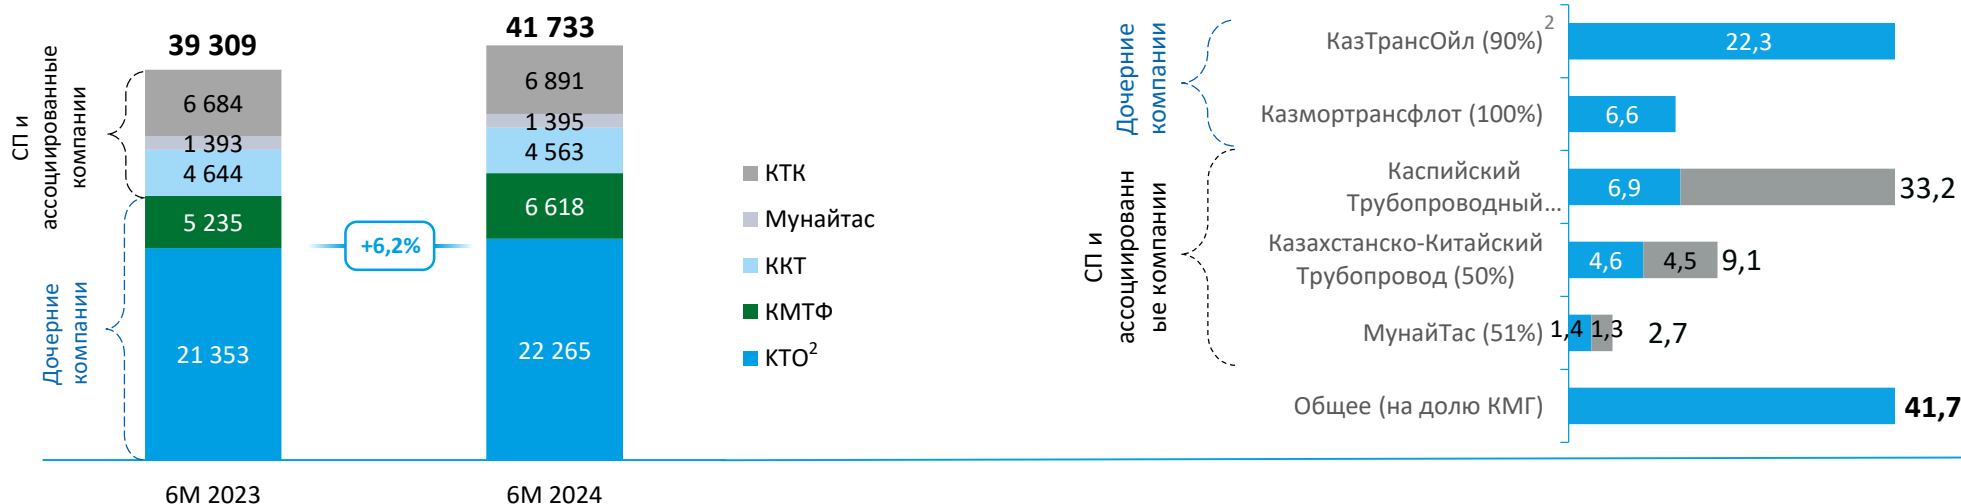 39 309
41 733
СП и
ассоциированные
компании
6 684
1 393
4 644
5 235
21 353
Дочерние
компании
+6,2%
6 891
1 395
4 563
6 618
22 265
6М 2023
6М 2024
КТК
Мунайтас
ККТ
КМТФ
КТО2
Дочерние
компании
СП и
ассоциированн
ые компании
КазТрансОйл (90%)2
22,3
Казмортрансфлот (100%)
6,6
Каспийский
Трубопроводный...
6,9
33,2
Казахстанско-Китайский
Трубопровод (50%)
4,6
4,5
9,1
МунайТас (51%)
1,4
1,3
2,7
Общее (на долю КМГ)
41,7